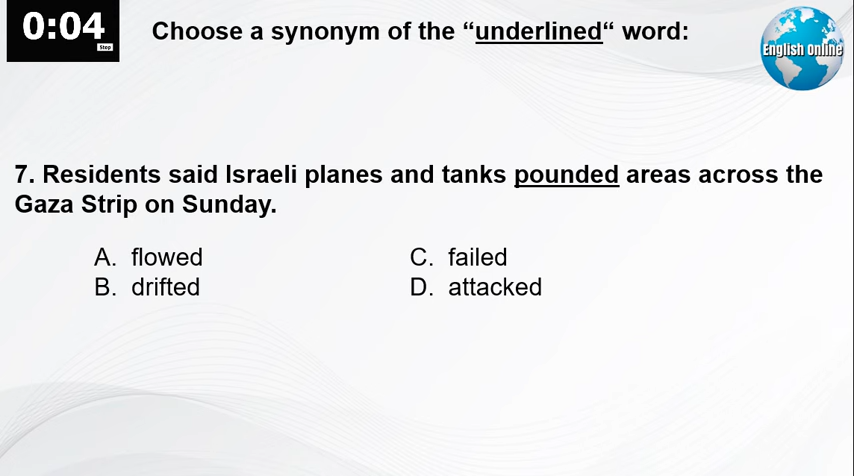 0:04
Stop
Choose a synonym of the “underlined“ word:
English Online
7. Residents said Israeli planes and tanks pounded areas across the
Gaza Strip on Sunday.
A. flowed
B. drifted
C. failed
D. attacked